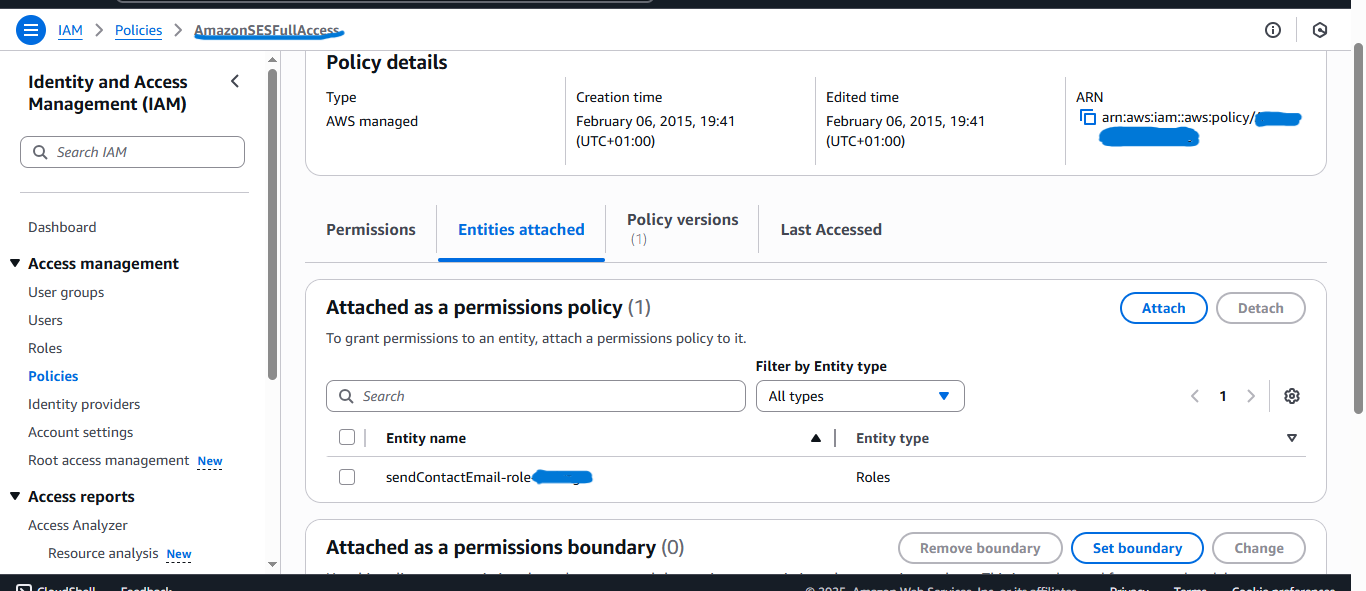 IAM > Policies > AmazonSESFullAccess
Identity and Access
Management (IAM)
Search IAM
Dashboard
Access management
User groups
Users
Roles
Policies
Identity providers
Account settings
Root access management New
Access reports
Access Analyzer
Resource analysis New
Policy details
Type
AWS managed
Creation time
February 06, 2015, 19:41
(UTC+01:00)
Edited time
February 06, 2015, 19:41
(UTC+01:00)
ARN
arn:aws:iam::aws:policy/
Permissions
Entities attached
Policy versions
(1)
Last Accessed
Attached as a permissions policy (1)
Attach
Detach
To grant permissions to an entity, attach a permissions policy to it.
Filter by Entity type
Search
All types
1
Entity name
Entity type
sendContactEmail-role
Roles
Attached as a permissions boundary (0)
Remove boundary
Set boundary
Change
CloudShell Feedback
© 2025, Amazon Web Services, Inc. or its affiliates.
Privacy Terms Cookie preferences